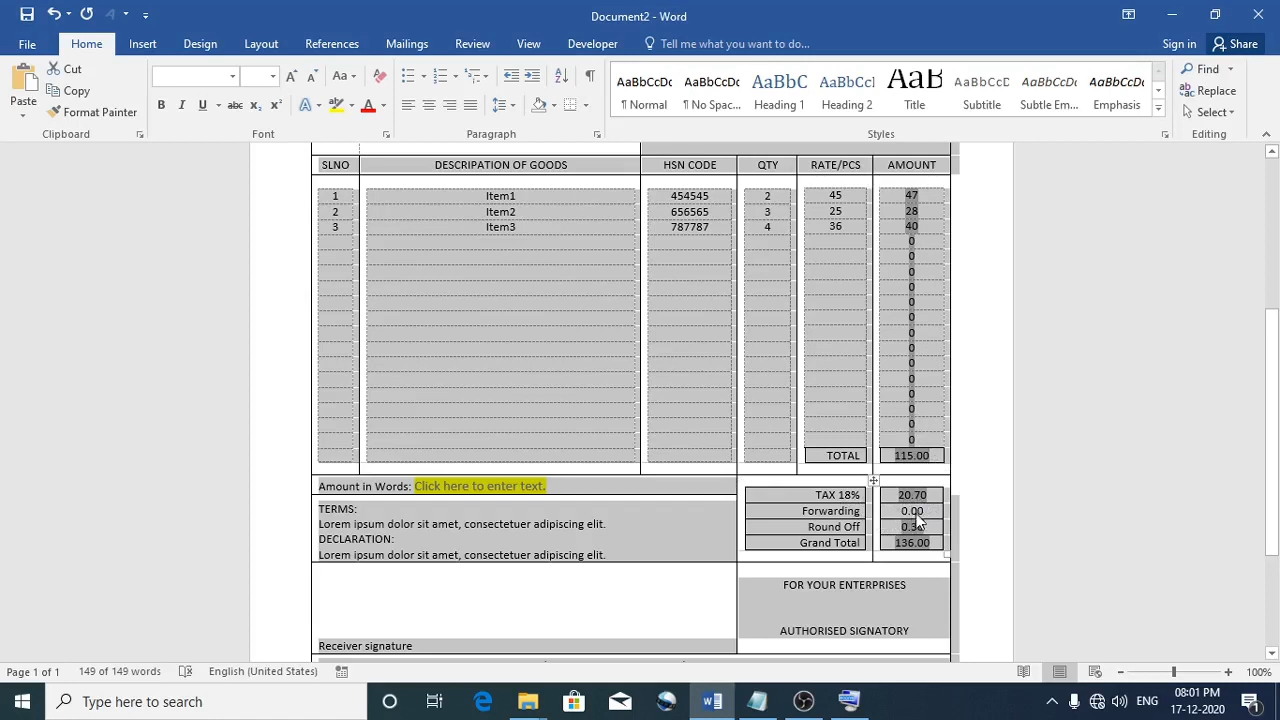 Document2 - Word
File Home Insert Design Layout References Mailings Review View Developer Tell me what you want to do... Sign in Share
Paste Cut Copy Format Painter
Clipboard Font Paragraph Styles Editing
AaBbCcDc ¶ Normal
AaBbCcDc ¶ No Spac...
AaBbC Heading 1
AaBbCcI Heading 2
AaB Title
AaBbCcDc Subtitle
AaBbCcDc Subtle Em...
AaBbCcDc Emphasis
Find
Replace
Select
SLNO DESCRIPATION OF GOODS HSN CODE QTY RATE/PCS AMOUNT
1 Item1 454545 2 45 47
2 Item2 656565 3 25 28
3 Item3 787787 4 36 40
0
0
0
0
0
0
0
0
0
0
0
0
0
0
TOTAL 115.00
Amount in Words: Click here to enter text.
TAX 18% 20.70
Forwarding 0.00
Round Off
Grand Total 136.00
TERMS:
Lorem ipsum dolor sit amet, consectetuer adipiscing elit.
DECLARATION:
Lorem ipsum dolor sit amet, consectetuer adipiscing elit.
FOR YOUR ENTERPRISES
AUTHORISED SIGNATORY
Receiver signature
Page 1 of 1 149 of 149 words English (United States) 100%
Type here to search
ENG
08:01 PM
17-12-2020